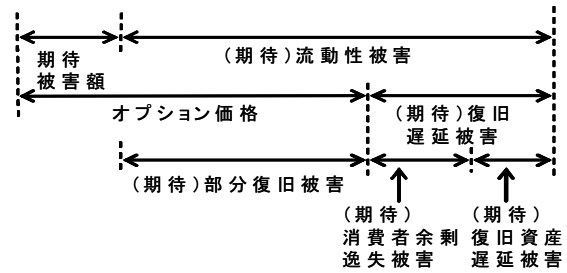 期待
被害額
(期待)流動性被害
オプション価格
(期待)復旧
遅延被害
(期待)部分復旧被害
(期待)
消費者余剰
逸失被害
(期待)
復旧資産
遅延被害